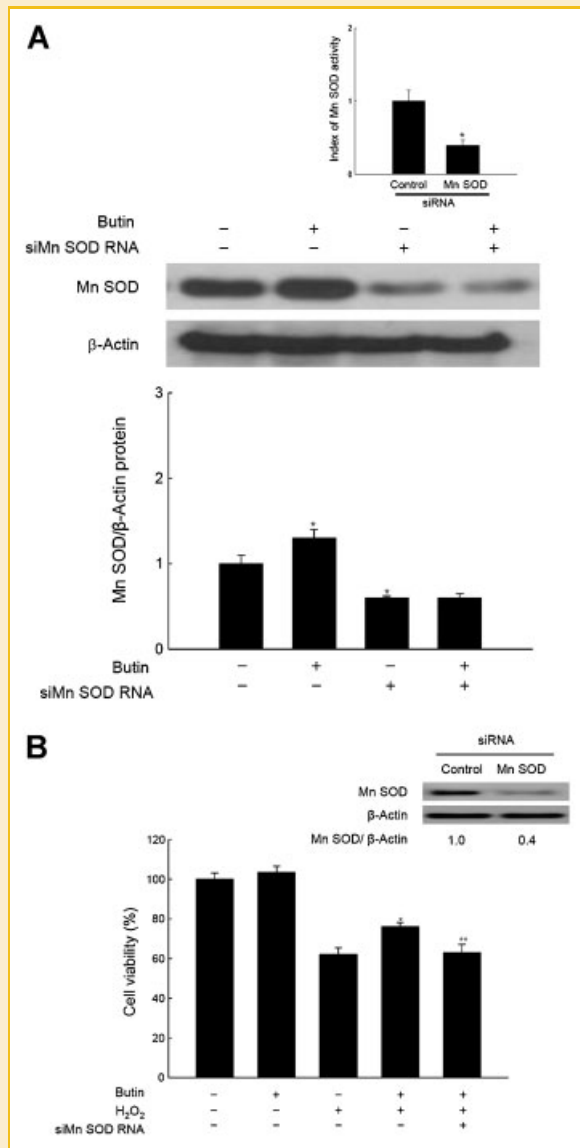 A
Index of Mn SOD activity
2
1
0
*
Control Mn SOD
siRNA
Butin – + – +
siMn SOD RNA – – + +
Mn SOD
β-Actin
Mn SOD/β-Actin protein
3
2
1
0
* *
Butin – + – +
siMn SOD RNA – – + +
B
siRNA
Control Mn SOD
Mn SOD
β-Actin
Mn SOD/ β-Actin 1.0 0.4
Cell viability (%)
120
100
80
60
40
20
0
* **
Butin – + – + +
H₂O₂ – – + + +
siMn SOD RNA – – – – +